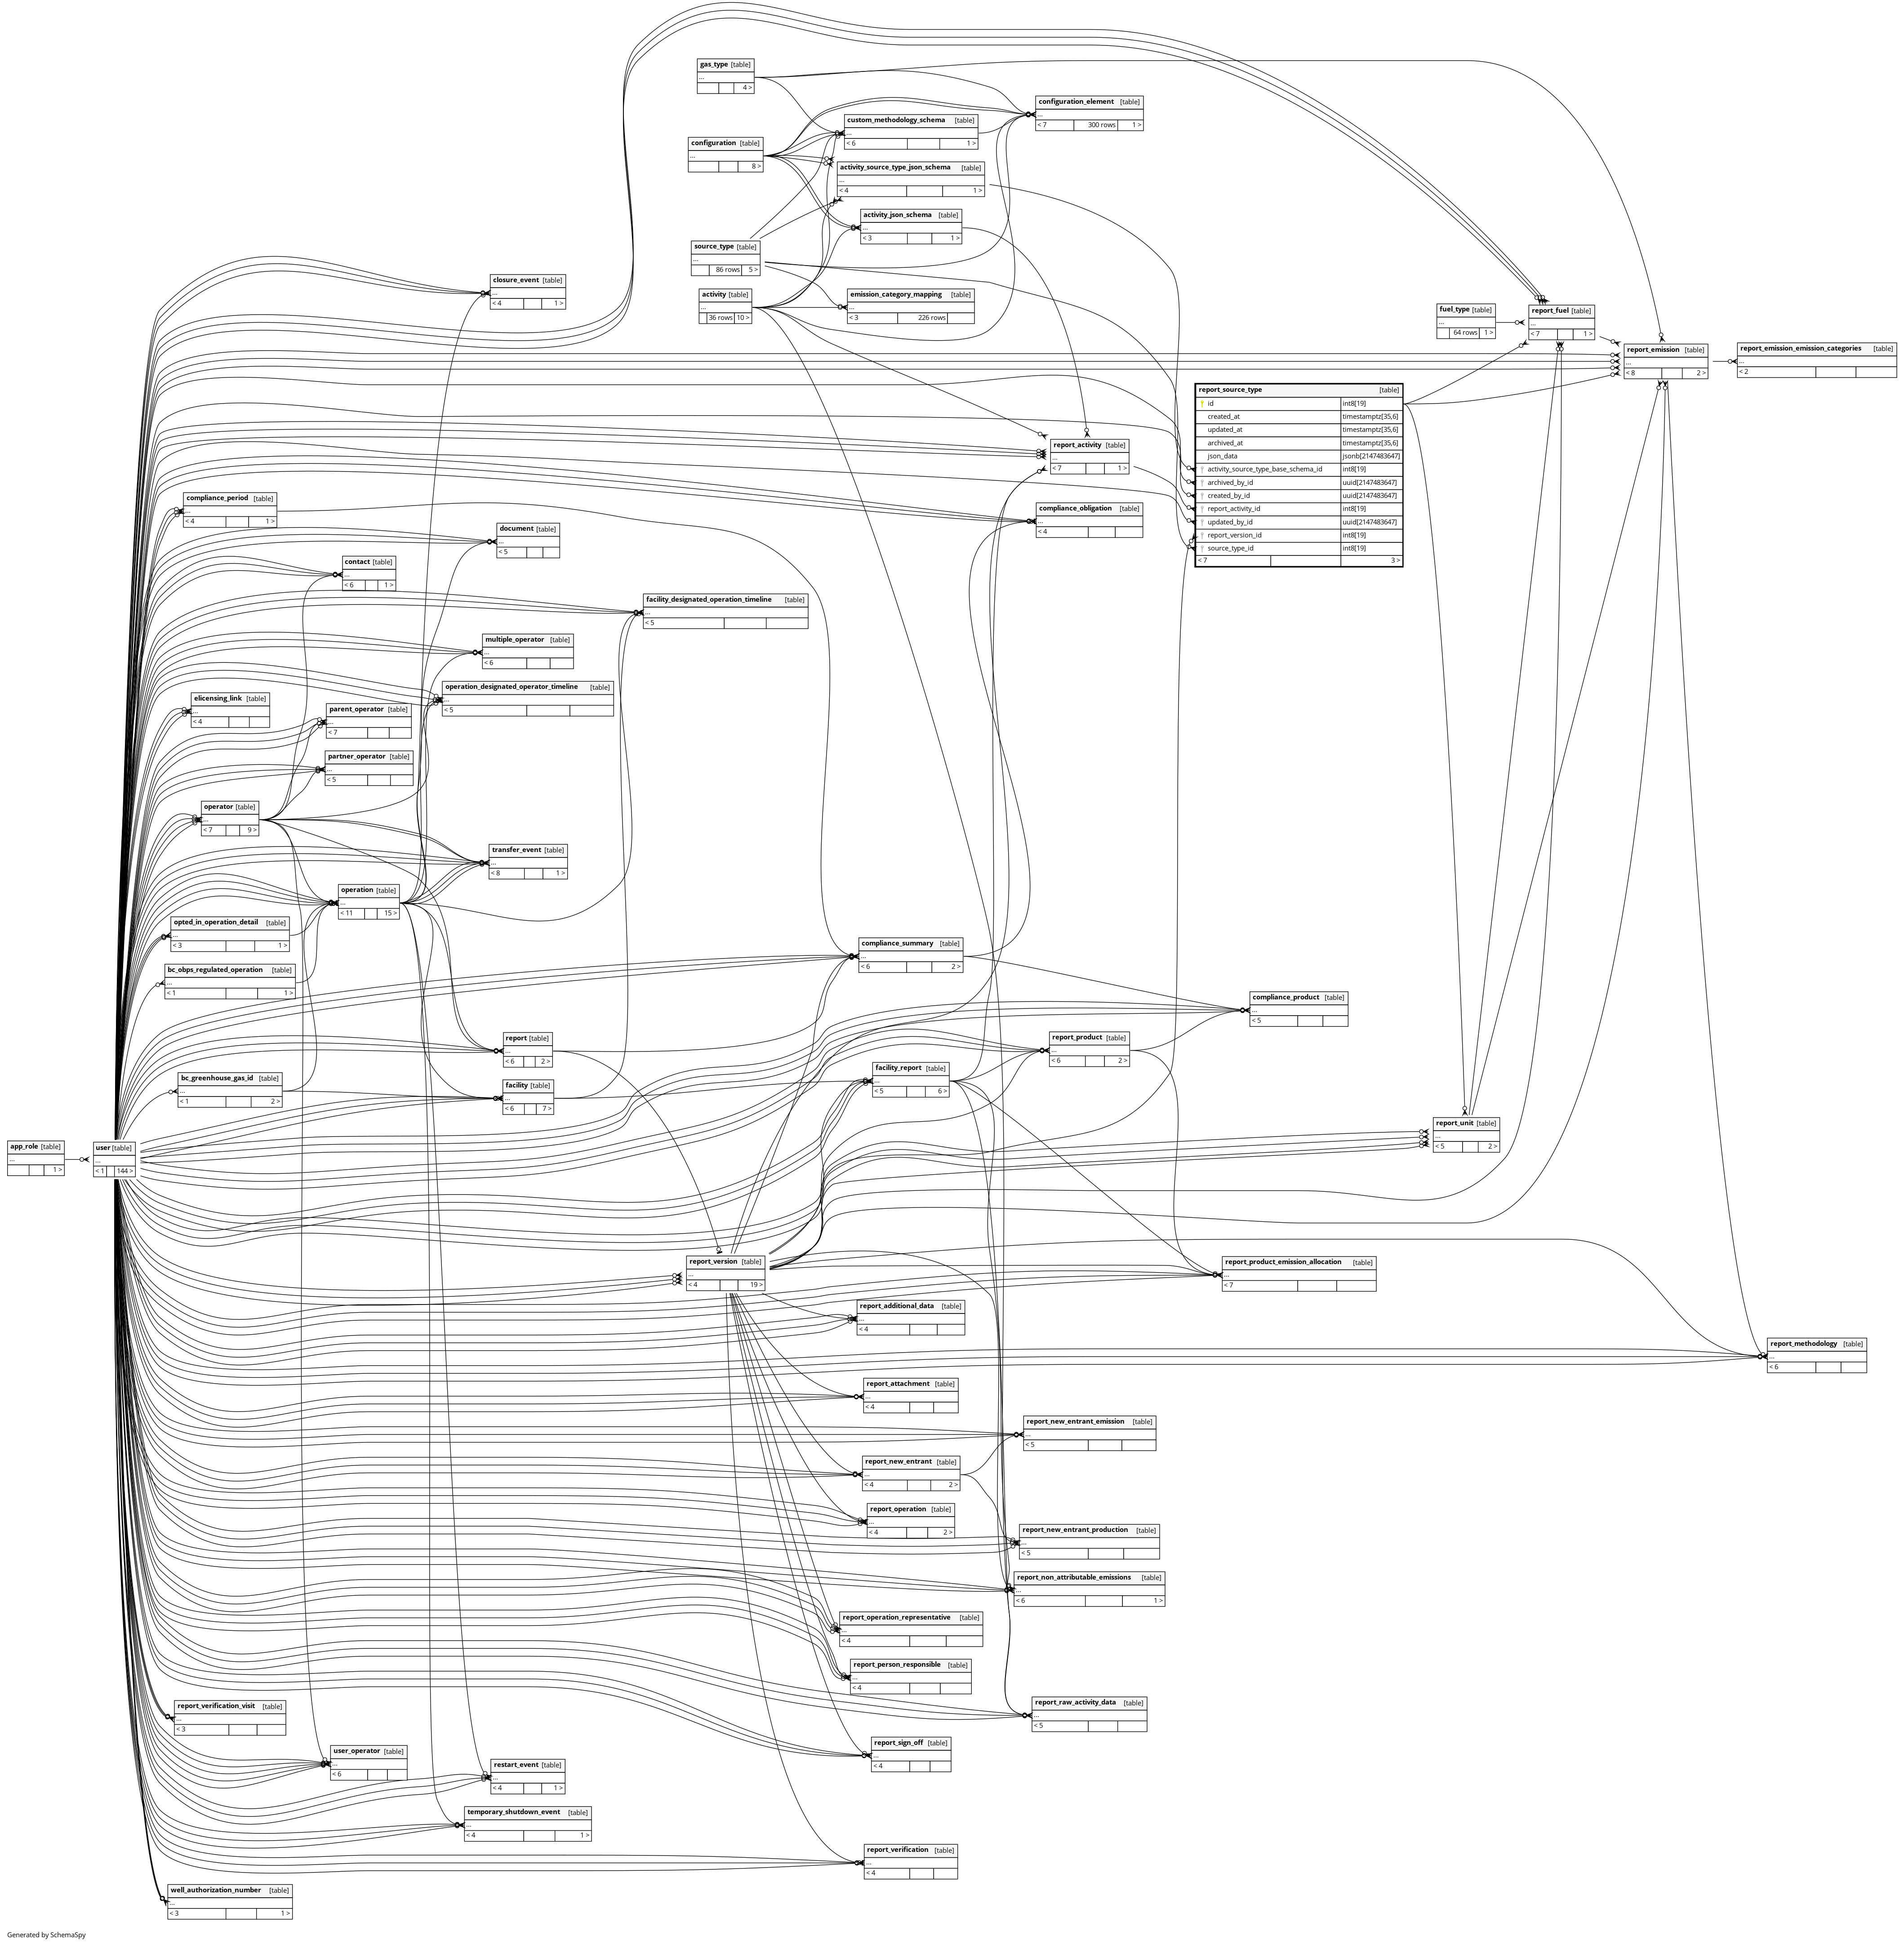 gas_type [table]
...
4 >
configuration_element [table]
...
< 7 300 rows 1 >
custom_methodology_schema [table]
...
< 6 1 >
configuration [table]
...
8 >
activity_source_type_json_schema [table]
...
< 4 1 >
activity_json_schema [table]
...
< 3 1 >
source_type [table]
...
86 rows 5 >
closure_event [table]
...
< 4 1 >
activity [table]
...
36 rows 10 >
emission_category_mapping [table]
...
< 3 226 rows
fuel_type [table]
...
64 rows 1 >
report_fuel [table]
...
< 7 1 >
report_emission [table]
...
< 8 2 >
report_emission_emission_categories [table]
...
< 2
report_source_type [table]
id int8[19]
created_at timestamptz[35,6]
updated_at timestamptz[35,6]
archived_at timestamptz[35,6]
json_data jsonb[2147483647]
activity_source_type_base_schema_id int8[19]
archived_by_id uuid[2147483647]
created_by_id uuid[2147483647]
report_activity_id int8[19]
updated_by_id uuid[2147483647]
report_version_id int8[19]
source_type_id int8[19]
< 7 3 >
report_activity [table]
...
< 7 1 >
compliance_period [table]
...
< 4 1 >
compliance_obligation [table]
...
< 4
document [table]
...
< 5
contact [table]
...
< 6 1 >
facility_designated_operation_timeline [table]
...
< 5
multiple_operator [table]
...
< 6
operation_designated_operator_timeline [table]
...
< 5
elicensing_link [table]
...
< 4
parent_operator [table]
...
< 7
partner_operator [table]
...
< 5
operator [table]
...
< 7 9 >
transfer_event [table]
...
< 8 1 >
operation [table]
...
< 11 15 >
opted_in_operation_detail [table]
...
< 3 1 >
compliance_summary [table]
...
< 6 2 >
bc_obps_regulated_operation [table]
...
< 1 1 >
compliance_product [table]
...
< 5
report [table]
...
< 6 2 >
report_product [table]
...
< 6 2 >
facility_report [table]
...
< 5 6 >
bc_greenhouse_gas_id [table]
...
< 1 2 >
facility [table]
...
< 6 7 >
report_unit [table]
...
< 5 2 >
app_role [table]
...
1 >
user [table]
...
< 1 144 >
report_version [table]
...
< 4 19 >
report_product_emission_allocation [table]
...
< 7
report_additional_data [table]
...
< 4
report_methodology [table]
...
< 6
report_attachment [table]
...
< 4
report_new_entrant_emission [table]
...
< 5
report_new_entrant [table]
...
< 4 2 >
report_operation [table]
...
< 4 2 >
report_new_entrant_production [table]
...
< 5
report_non_attributable_emissions [table]
...
< 6 1 >
report_operation_representative [table]
...
< 4
report_person_responsible [table]
...
< 4
report_raw_activity_data [table]
...
< 5
report_verification_visit [table]
...
< 3
report_sign_off [table]
...
< 4
user_operator [table]
...
< 6
restart_event [table]
...
< 4 1 >
temporary_shutdown_event [table]
...
< 4 1 >
report_verification [table]
...
< 4
well_authorization_number [table]
...
< 3 1 >
Generated by SchemaSpy